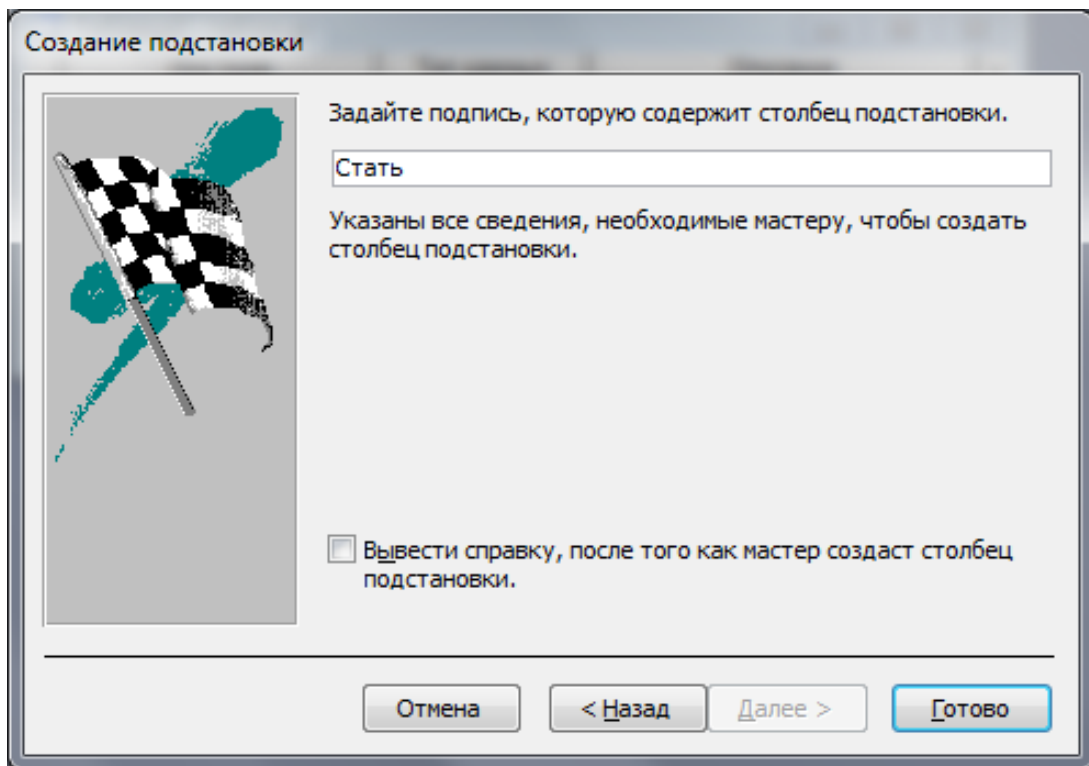 Создание подстановки
Задайте подпись, которую содержит столбец подстановки.
Стать
Указаны все сведения, необходимые мастеру, чтобы создать
столбец подстановки.
Вывести справку, после того как мастер создаст столбец
подстановки.
Отмена
< Назад
Далее >
Готово